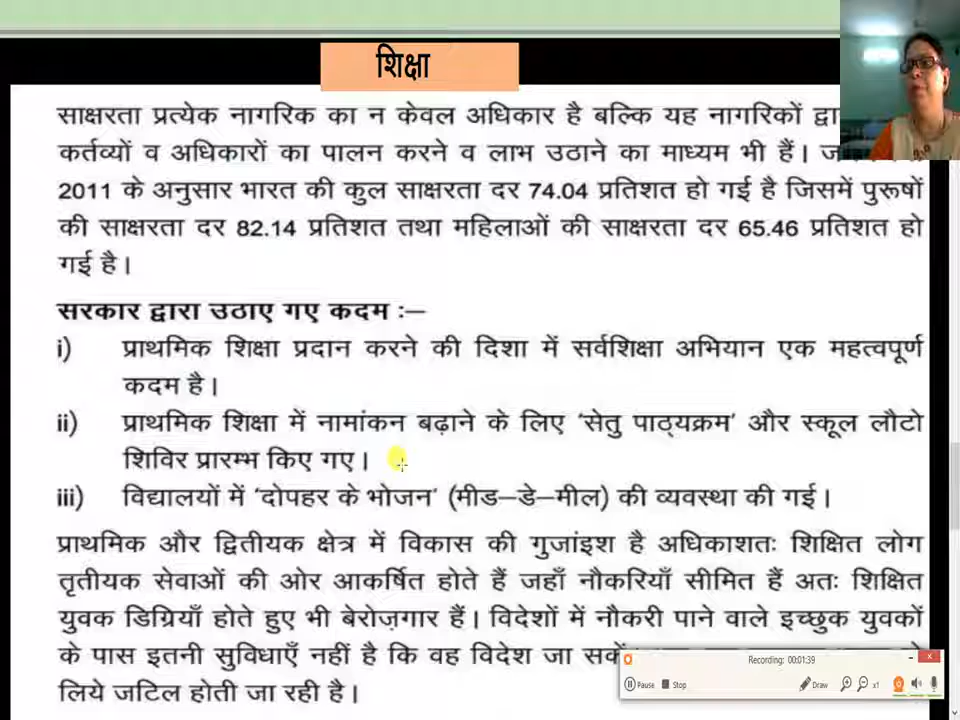 शिक्षा
साक्षरता प्रत्येक नागरिक का न केवल अधिकार है बल्कि यह नागरिकों
कर्तव्यों व अधिकारों का पालन करने व लाभ उठाने का माध्यम भी हैं।
2011 के अनुसार भारत की कुल साक्षरता दर 74.04 प्रतिशत हो गई है जिसमें पुरूषों
की साक्षरता दर 82.14 प्रतिशत तथा महिलाओं की साक्षरता दर 65.46 प्रतिशत हो
गई है।
सरकार द्वारा उठाए गए कदम :–
i) प्राथमिक शिक्षा प्रदान करने की दिशा में सर्वशिक्षा अभियान एक महत्वपूर्ण
कदम है।
ii) प्राथमिक शिक्षा में नामांकन बढ़ाने के लिए ‘सेतु पाठ्यक्रम’ और स्कूल लौटो
शिविर प्रारम्भ किए गए।
iii) विद्यालयों में ‘दोपहर के भोजन’ (मीड–डे–मील) की व्यवस्था की गई।
प्राथमिक और द्वितीयक क्षेत्र में विकास की गुजांइश है अधिकाशतः शिक्षित लोग
तृतीयक सेवाओं की ओर आकर्षित होते हैं जहाँ नौकरियाँ सीमित हैं अतः शिक्षित
युवक डिग्रियाँ होते हुए भी बेरोज़गार हैं। विदेशों में नौकरी पाने वाले इच्छुक युवकों
के पास इतनी सुविधाएँ नहीं है कि वह विदेश जा
लिये जटिल होती जा रही है।
Recording: 00:01:39
Pause Stop Draw x1